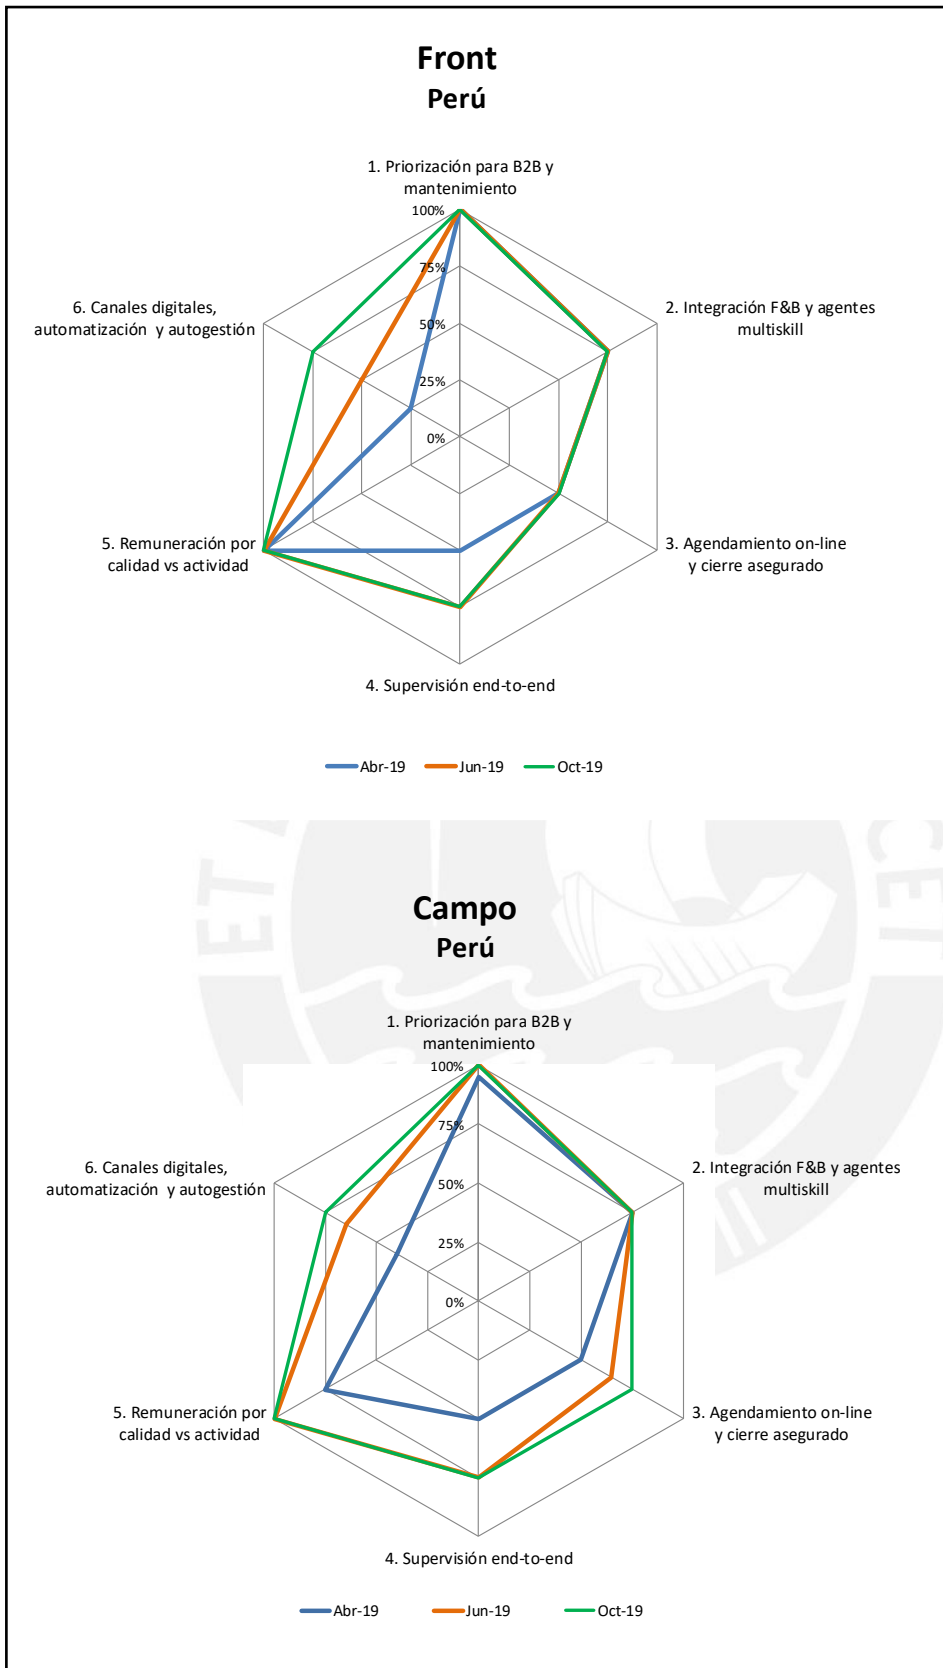 Front
Perú
1. Priorización para B2B y
mantenimiento
100%
75%
50%
25%
0%
6. Canales digitales,
automatización y autogestión
2. Integración F&B y agentes
multiskill
5. Remuneración por
calidad vs actividad
3. Agendamiento on-line
y cierre asegurado
4. Supervisión end-to-end
Abr-19 Jun-19 Oct-19
Campo
Perú
1. Priorización para B2B y
mantenimiento
100%
75%
50%
25%
0%
6. Canales digitales,
automatización y autogestión
2. Integración F&B y agentes
multiskill
5. Remuneración por
calidad vs actividad
3. Agendamiento on-line
y cierre asegurado
4. Supervisión end-to-end
Abr-19 Jun-19 Oct-19